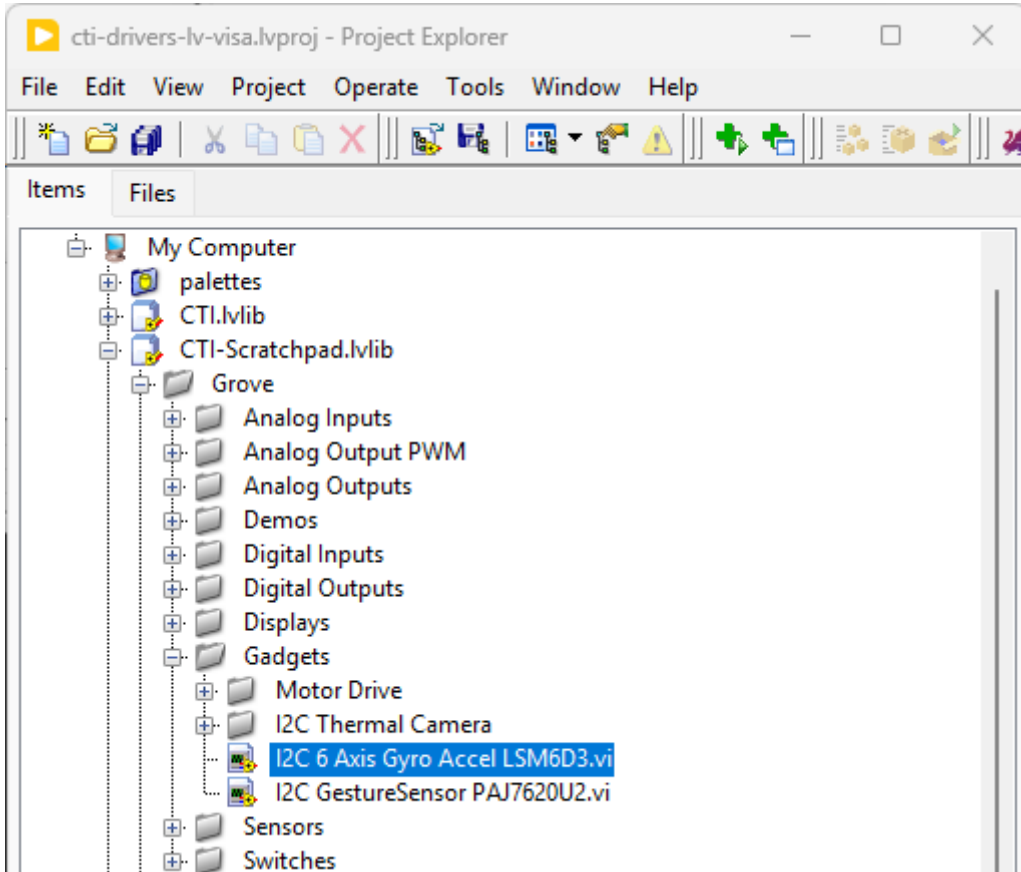 cti-drivers-lv-visa.lvproj - Project Explorer
File Edit View Project Operate Tools Window Help
Items Files
My Computer
palettes
CTI.lvlib
CTI-Scratchpad.lvlib
Grove
Analog Inputs
Analog Output PWM
Analog Outputs
Demos
Digital Inputs
Digital Outputs
Displays
Gadgets
Motor Drive
I2C Thermal Camera
I2C 6 Axis Gyro Accel LSM6D3.vi
I2C GestureSensor PAJ7620U2.vi
Sensors
Switches